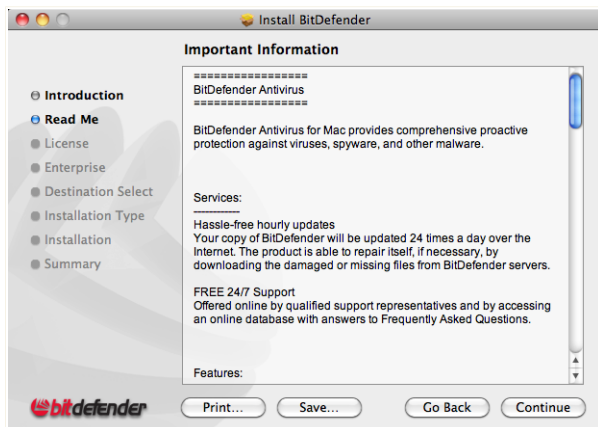 Install BitDefender
Important Information
Introduction
Read Me
License
Enterprise
Destination Select
Installation Type
Installation
Summary
=================
BitDefender Antivirus
=================
BitDefender Antivirus for Mac provides comprehensive proactive
protection against viruses, spyware, and other malware.
Services:
------------
Hassle-free hourly updates
Your copy of BitDefender will be updated 24 times a day over the
Internet. The product is able to repair itself, if necessary, by
downloading the damaged or missing files from BitDefender servers.
FREE 24/7 Support
Offered online by qualified support representatives and by accessing
an online database with answers to Frequently Asked Questions.
Features:
bitdefender
Print...
Save...
Go Back
Continue